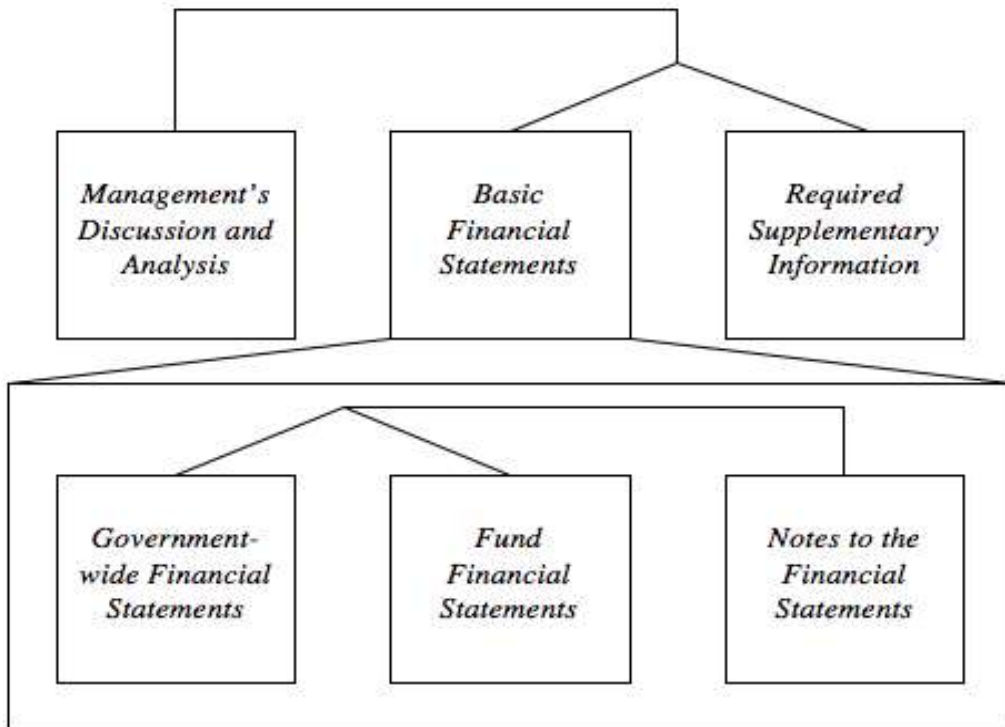 Management's
Discussion and
Analysis
Basic
Financial
Statements
Required
Supplementary
Information
Government-
wide Financial
Statements
Fund
Financial
Statements
Notes to the
Financial
Statements